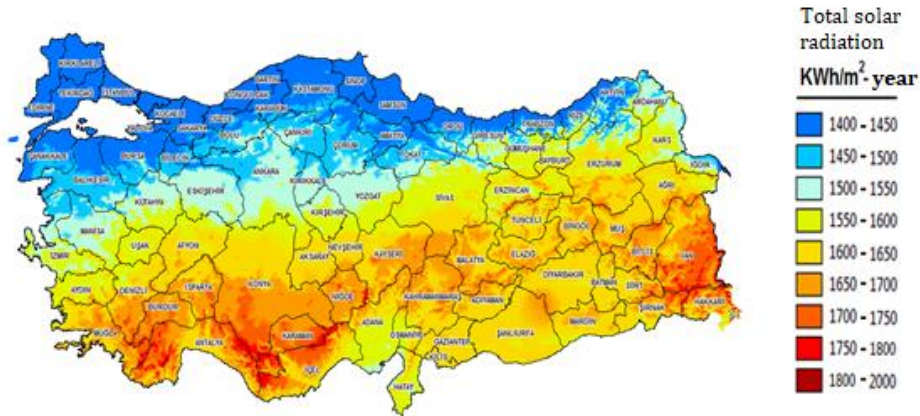 Total solar
radiation
KWh/m²-year
1400 - 1450
1450 - 1500
1500 - 1550
1550 - 1600
1600 - 1650
1650 - 1700
1700 - 1750
1750 - 1800
1800 - 2000
KIRKLARELİ
TEKİRDAĞ
İSTANBUL
EDİRNE
KOCAELİ
SAKARYA
DÜZCE
BOLU
BARTIN
KARABÜK
KASTAMONU
SİNOP
SAMSUN
ORDU
GİRESUN
TRABZON
ARTVİN
ARDAHAN
KARS
IĞDIR
ÇANAKKALE
BALIKESİR
BURSA
BİLECİK
ANKARA
ÇANKIRI
ÇORUM
AMASYA
TOKAT
GÜMÜŞHANE
BAYBURT
ERZURUM
AĞRI
KÜTAHYA
ESKİŞEHİR
KIRIKKALE
KIRŞEHİR
YOZGAT
SİVAS
ERZİNCAN
TUNCELİ
BİNGÖL
MUŞ
BİTLİS
VAN
MANİSA
İZMİR
UŞAK
AFYON
AKSARAY
NEVŞEHİR
KAYSERİ
MALATYA
ELAZIĞ
DİYARBAKIR
BATMAN
SİİRT
ŞIRNAK
HAKKARİ
AYDIN
DENİZLİ
ISPARTA
BURDUR
KONYA
NİĞDE
KAHRAMANMARAŞ
ADIYAMAN
ŞANLIURFA
MARDİN
MUĞLA
ANTALYA
KARAMAN
İÇEL
ADANA
OSMANİYE
GAZİANTEP
KİLİS
HATAY